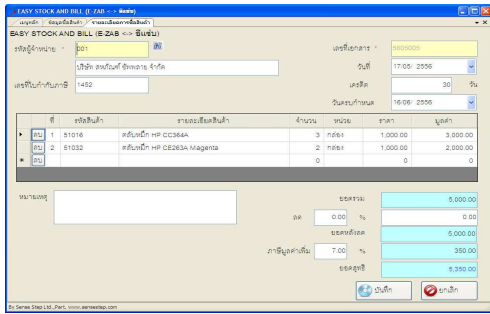 EASY STOCK AND BILL (E-ZAB <-> อีแซ่บ)
เมนูหลัก ข้อมูลซื้อสินค้า รายละเอียดการซื้อสินค้า
EASY STOCK AND BILL (E-ZAB <-> อีแซ่บ)
รหัสผู้จำหน่าย * 001 เลขที่เอกสาร * 5605005
บริษัท สหภัณฑ์ ซัพพลาย จำกัด วันที่ 17/05/ 2556
เลขที่ใบกำกับภาษี 1452 เครดิต 30 วัน
วันครบกำหนด 16/06/ 2556
ที่ รหัสสินค้า รายละเอียดสินค้า จำนวน หน่วย ราคา มูลค่า
ลบ 1 51016 ตลับหมึก HP CC364A 3 กล่อง 1,000.00 3,000.00
ลบ 2 51032 ตลับหมึก HP CE263A Magenta 2 กล่อง 1,000.00 2,000.00
* ลบ 0 0 0
หมายเหตุ ยอดรวม 5,000.00
ลด 0.00 % 0.00
ยอดหลังลด 5,000.00
ภาษีมูลค่าเพิ่ม 7.00 % 350.00
ยอดสุทธิ 5,350.00
บันทึก ยกเลิก
By Sense Step Ltd.,Part. www.sensestep.com